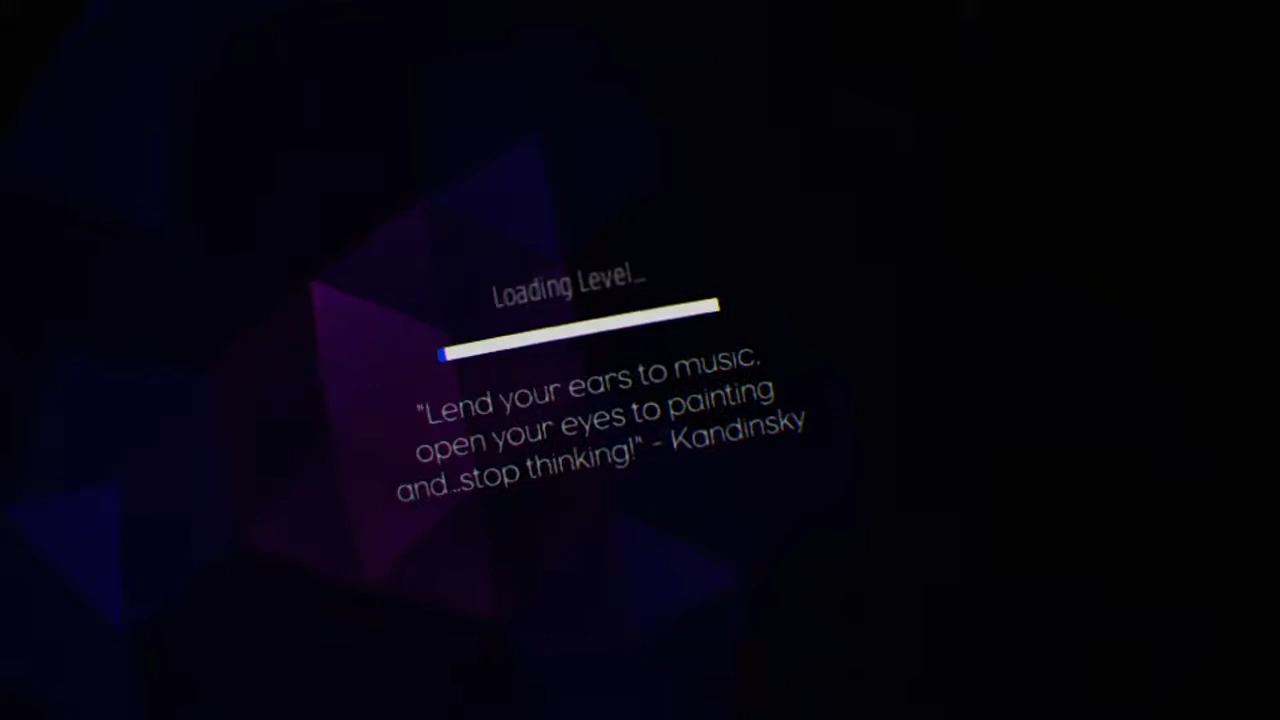 Loading Level...
"Lend your ears to music,
open your eyes to painting
and...stop thinking!" - Kandinsky